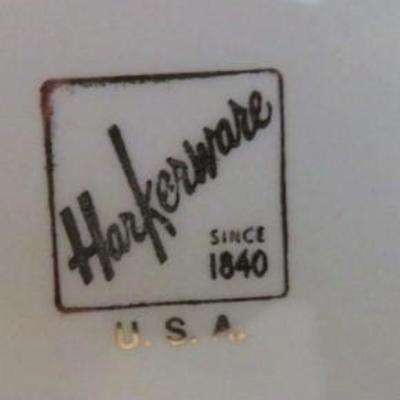 Harkerware
SINCE
1840
U. S. A.